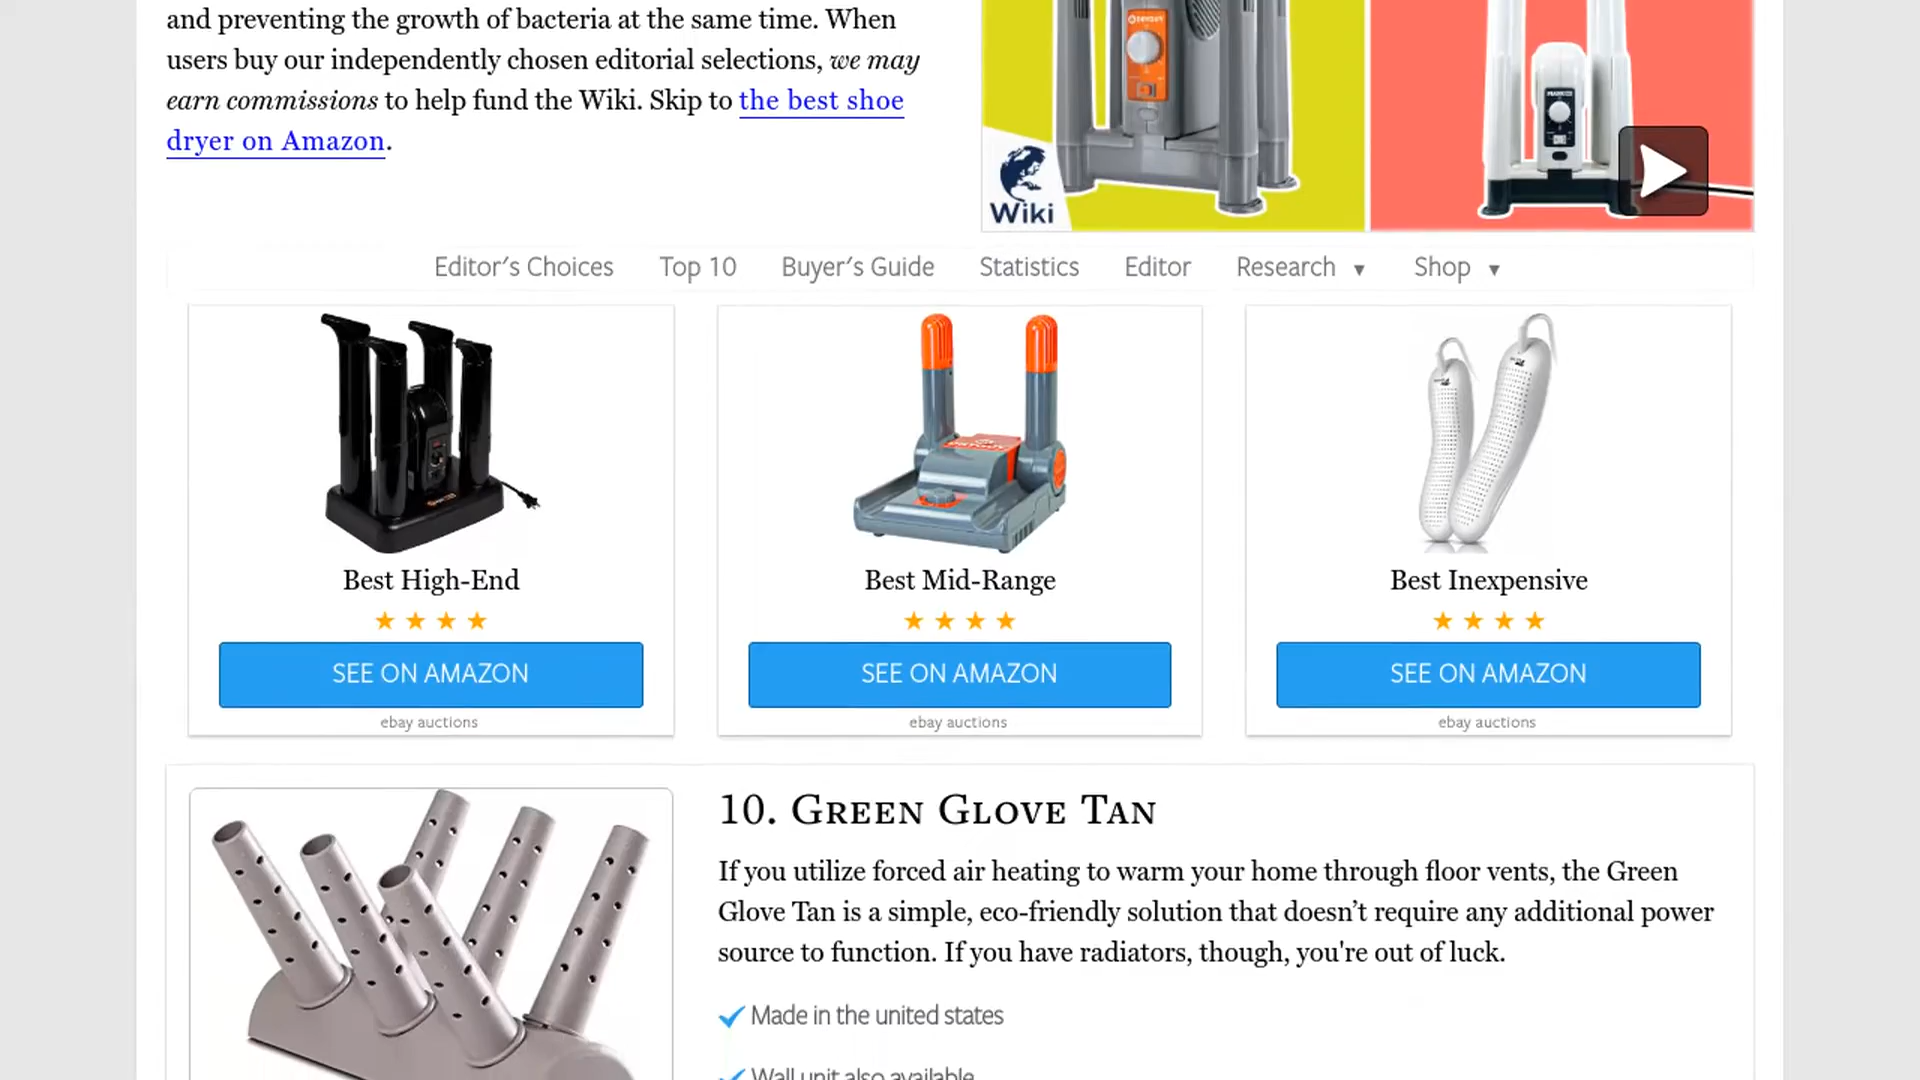 and preventing the growth of bacteria at the same time. When
users buy our independently chosen editorial selections, we may
earn commissions to help fund the Wiki. Skip to the best shoe
dryer on Amazon.
Wiki
Editor's Choices Top 10 Buyer's Guide Statistics Editor Research ▼ Shop ▼
Best High-End Best Mid-Range Best Inexpensive
SEE ON AMAZON SEE ON AMAZON SEE ON AMAZON
ebay auctions ebay auctions ebay auctions
10. Green Glove Tan
If you utilize forced air heating to warm your home through floor vents, the Green
Glove Tan is a simple, eco-friendly solution that doesn't require any additional power
source to function. If you have radiators, though, you're out of luck.
Made in the united states
Wall unit also available